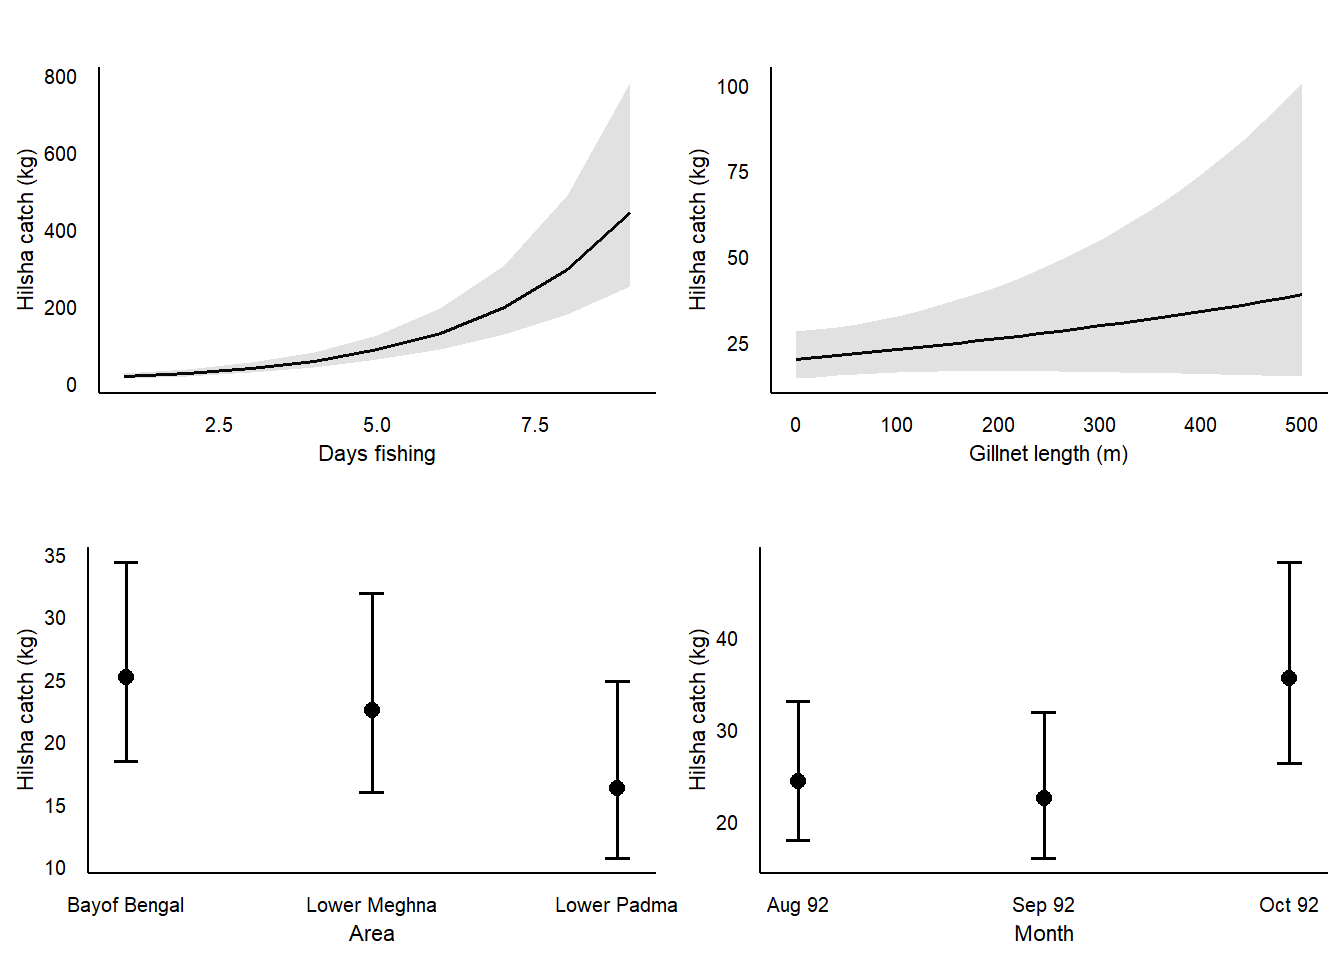 800
600
400
200
0
Hilsha catch (kg)
2.5 5.0 7.5
Days fishing
100
75
50
25
Hilsha catch (kg)
0 100 200 300 400 500
Gillnet length (m)
35
30
25
20
15
10
Hilsha catch (kg)
Bayof Bengal Lower Meghna Lower Padma
Area
40
30
20
Hilsha catch (kg)
Aug 92 Sep 92 Oct 92
Month